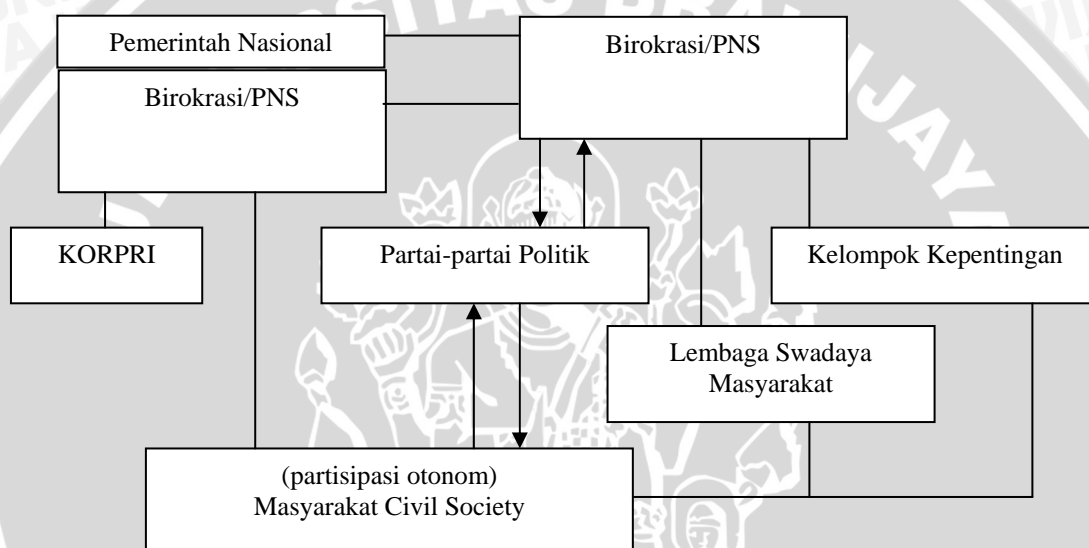 Pemerintah Nasional
Birokrasi/PNS
Birokrasi/PNS
KORPRI
Partai-partai Politik
Kelompok Kepentingan
Lembaga Swadaya
Masyarakat
(partisipasi otonom)
Masyarakat Civil Society